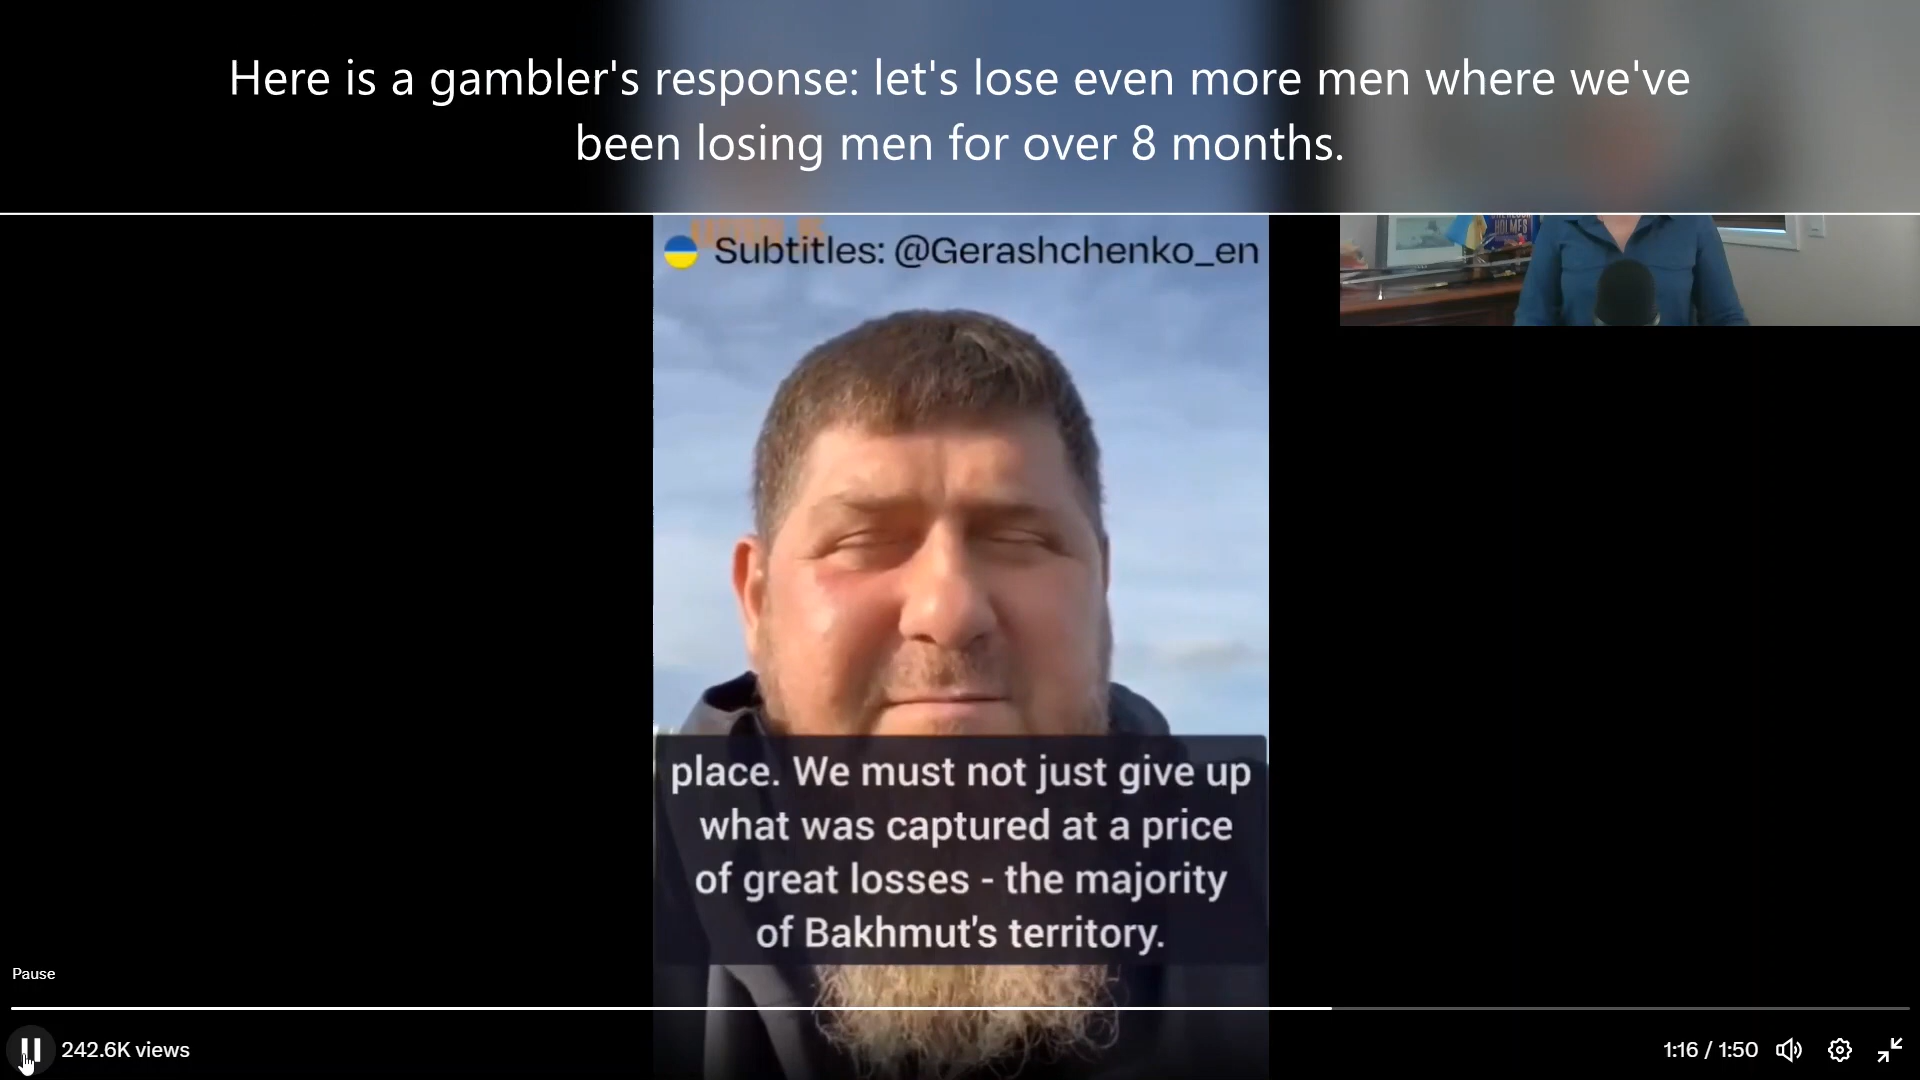 Here is a gambler's response: let's lose even more men where we've
been losing men for over 8 months.
Subtitles: @Gerashchenko_en
HOLMES
place. We must not just give up
what was captured at a price
of great losses - the majority
of Bakhmut's territory.
Pause
242.6K views
1:16 / 1:50